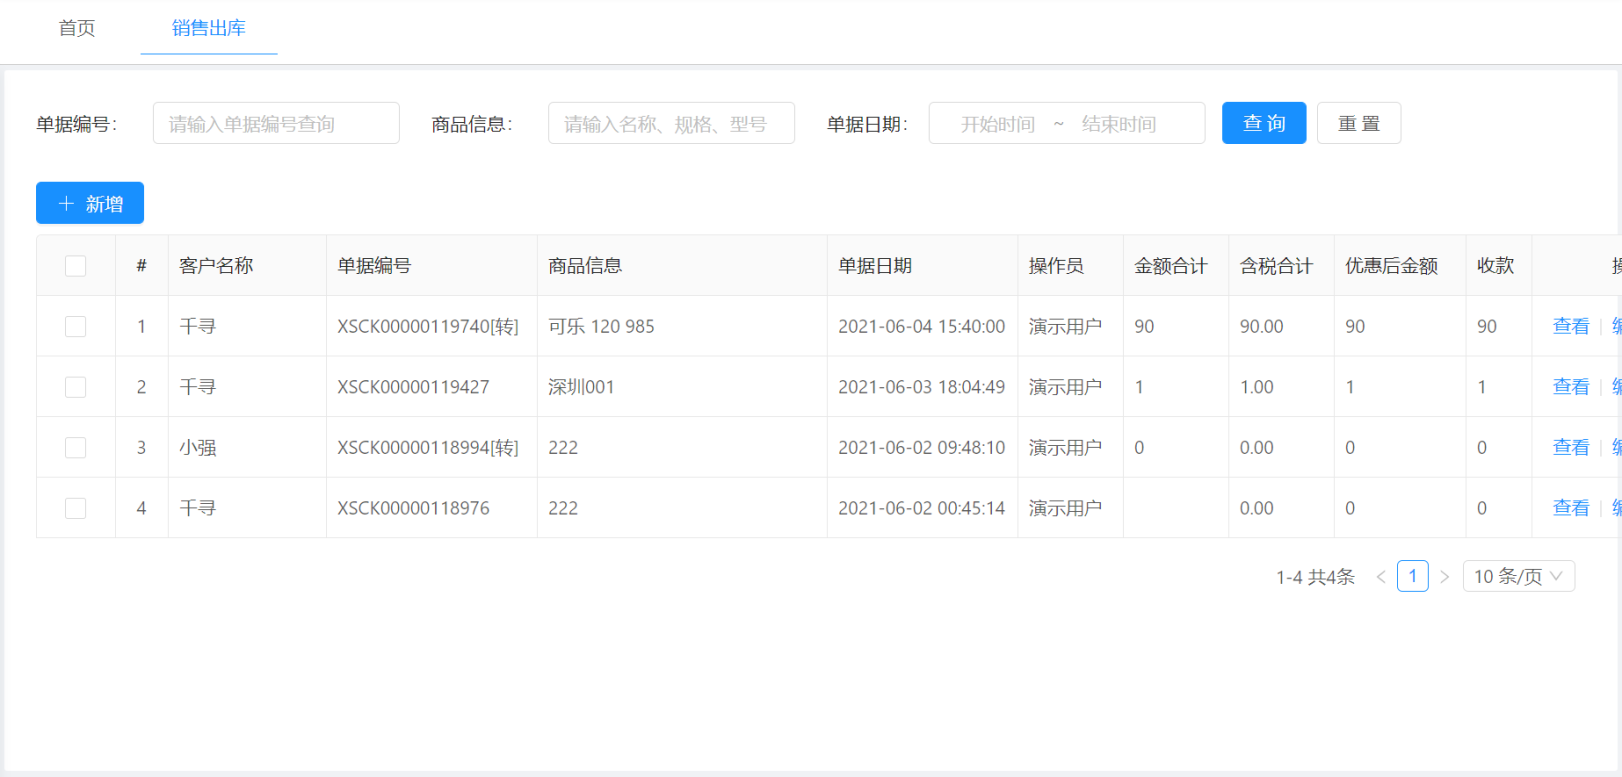 首页 销售出库
单据编号： 请输入单据编号查询 商品信息： 请输入名称、规格、型号 单据日期： 开始时间 ~ 结束时间 查 询 重 置
新增
# 客户名称 单据编号 商品信息 单据日期 操作员 金额合计 含税合计 优惠后金额 收款
1 千寻 XSCK00000119740[转] 可乐 120 985 2021-06-04 15:40:00 演示用户 90 90.00 90 90 查看
2 千寻 XSCK00000119427 深圳001 2021-06-03 18:04:49 演示用户 1 1.00 1 1 查看
3 小强 XSCK00000118994[转] 222 2021-06-02 09:48:10 演示用户 0 0.00 0 0 查看
4 千寻 XSCK00000118976 222 2021-06-02 00:45:14 演示用户 0.00 0 0 查看
1-4 共4条 < 1 > 10 条/页